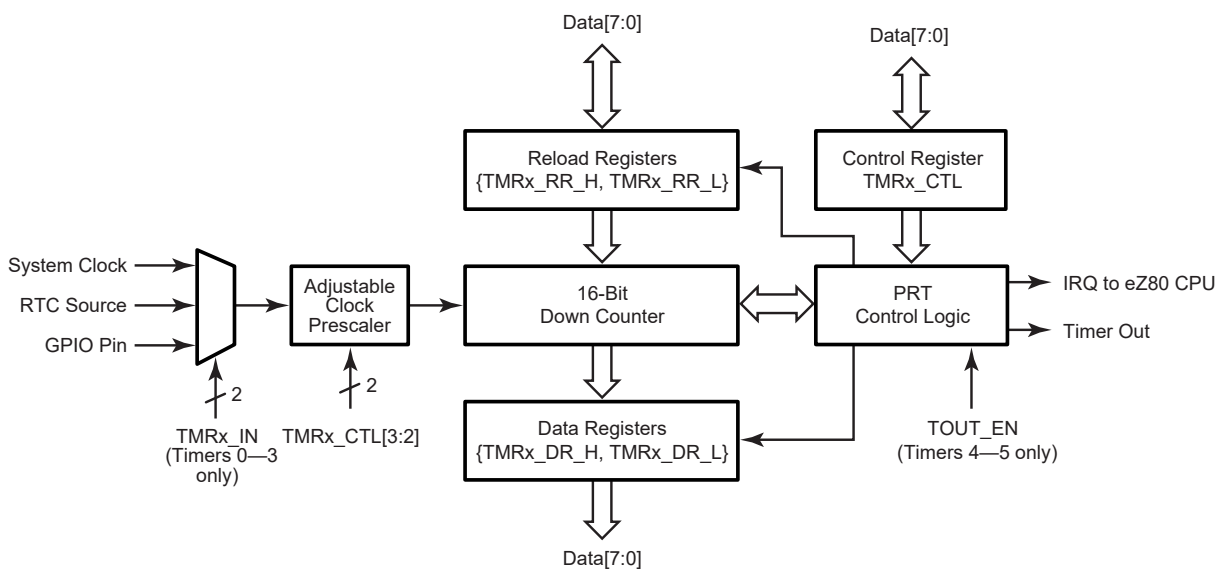 Data[7:0]
Data[7:0]
Reload Registers
{TMRx_RR_H, TMRx_RR_L}
Control Register
TMRx_CTL
System Clock
RTC Source
GPIO Pin
Adjustable
Clock
Prescaler
16-Bit
Down Counter
PRT
Control Logic
IRQ to eZ80 CPU
Timer Out
2
TMRx_IN
(Timers 0—3
only)
2
TMRx_CTL[3:2]
Data Registers
{TMRx_DR_H, TMRx_DR_L}
TOUT_EN
(Timers 4—5 only)
Data[7:0]